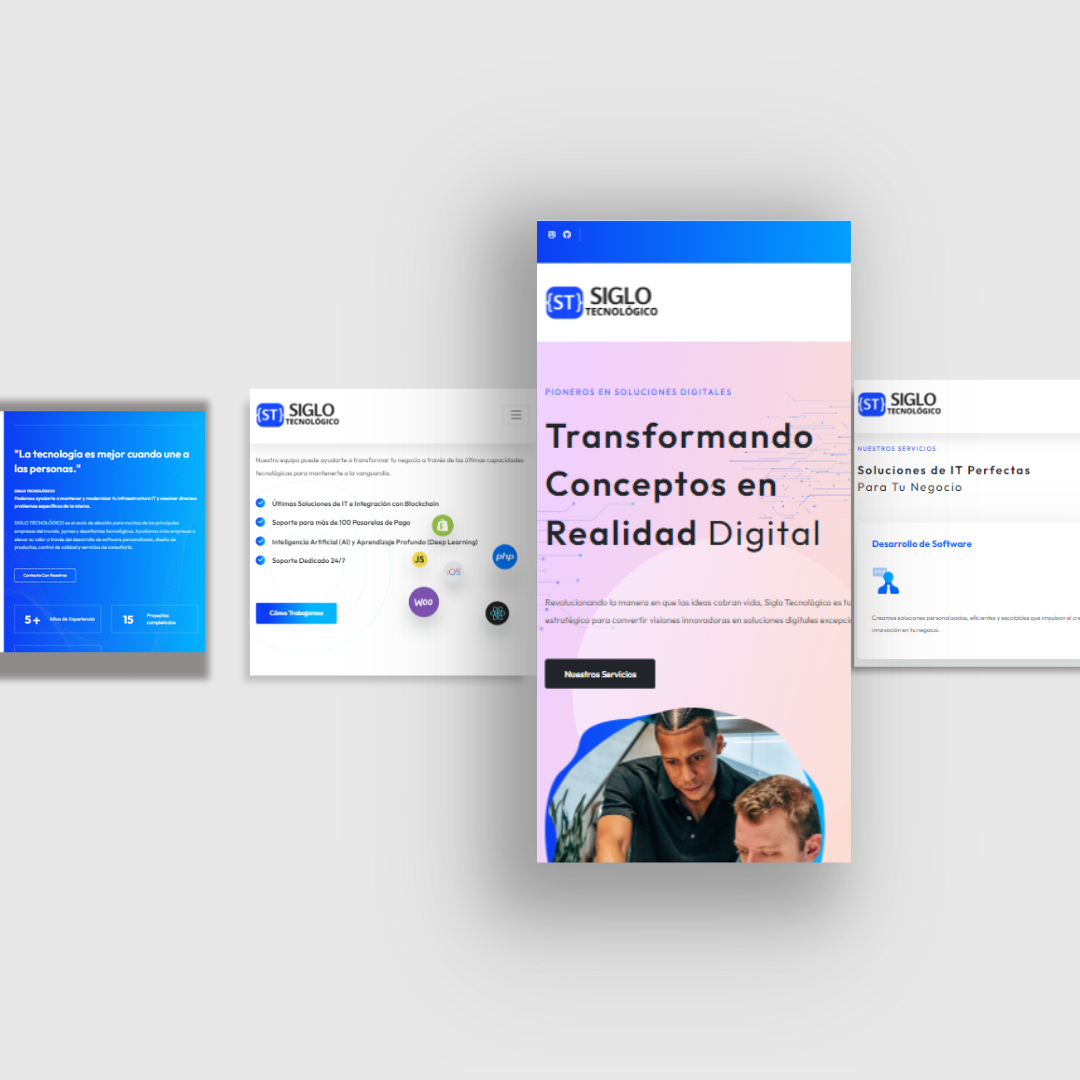 "La tecnología es mejor cuando une a
las personas."
SIGLO TECNOLÓGICO
Podemos ayudarte a mantener y modernizar tu infraestructura IT y resolver diversos
problemas específicos de la misma.
SIGLO TECNOLÓGICO es el socio de elección para muchas de las principales
empresas del mundo, pymes y desafiantes tecnológicos. Ayudamos a las empresas a
elevar su valor a través del desarrollo de software personalizado, diseño de
productos, control de calidad y servicios de consultoría.
Contacta Con Nosotros
5+ Años de Experiencia
15 Proyectos
completados
{ST} SIGLO
TECNOLÓGICO
Nuestro equipo puede ayudarte a transformar tu negocio a través de las últimas capacidades
tecnológicas para mantenerte a la vanguardia.
Últimas Soluciones de IT e Integración con Blockchain
Soporte para más de 100 Pasarelas de Pago
Inteligencia Artificial (AI) y Aprendizaje Profundo (Deep Learning)
Soporte Dedicado 24/7
JS
iOS
php
Woo
Cómo Trabajamos
{ST} SIGLO
TECNOLÓGICO
PIONEROS EN SOLUCIONES DIGITALES
Transformando
Conceptos en
Realidad Digital
Revolucionando la manera en que las ideas cobran vida, Siglo Tecnológico es tu
estratégico para convertir visiones innovadoras en soluciones digitales excepci
Nuestros Servicios
{ST} SIGLO
TECNOLÓGICO
NUESTROS SERVICIOS
Soluciones de IT Perfectas
Para Tu Negocio
Desarrollo de Software
Creamos soluciones personalizadas, eficientes y escalables que impulsan el cre
innovación en tu negocio.